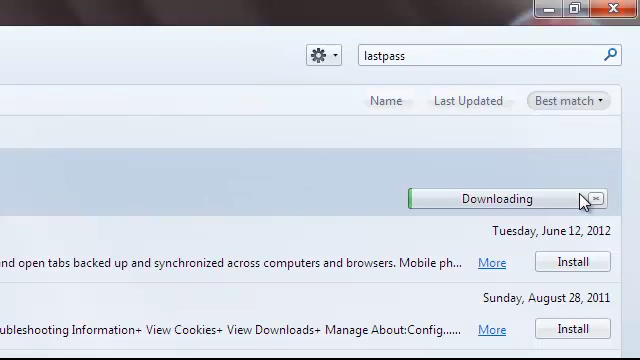 lastpass
Name Last Updated Best match
Downloading
Tuesday, June 12, 2012
nd open tabs backed up and synchronized across computers and browsers. Mobile ph... More Install
Sunday, August 28, 2011
ubleshooting Information+ View Cookies+ View Downloads+ Manage About:Config...... More Install